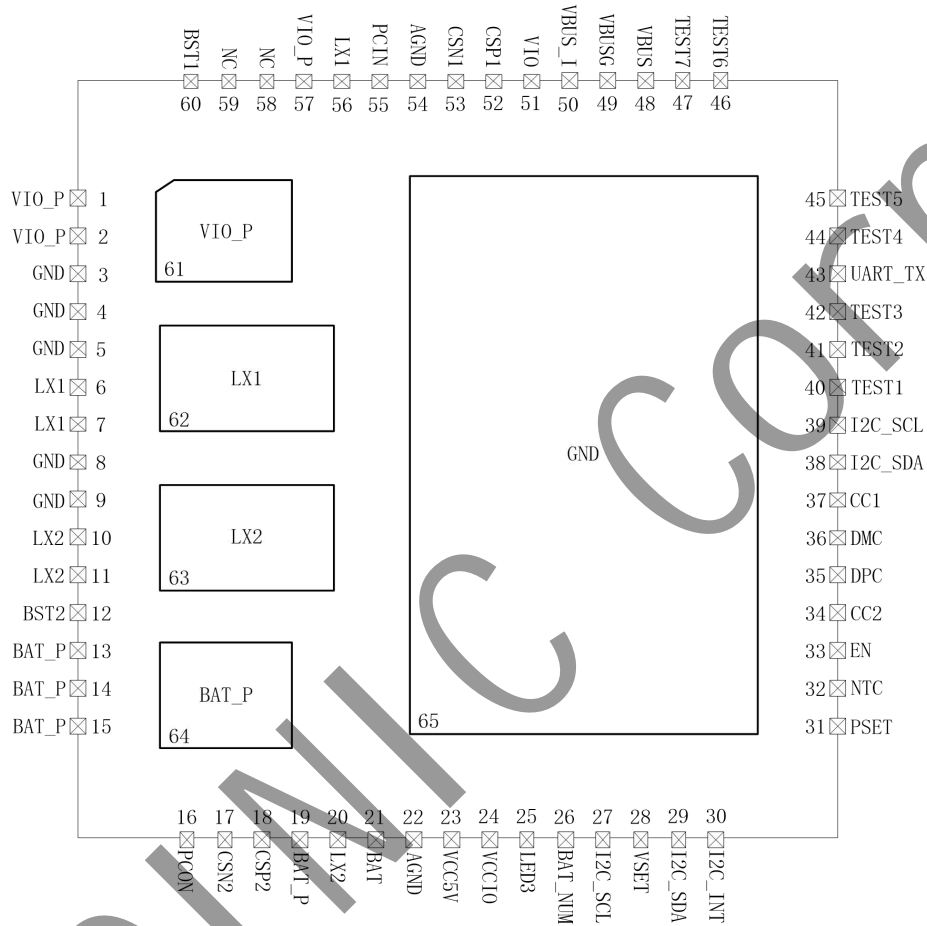 BST1
NC
NC
VIO_P
LX1
PCIN
AGND
CSN1
CSP1
VIO
VBUS_I
VBUSG
VBUS
TEST7
TEST6
60 59 58 57 56 55 54 53 52 51 50 49 48 47 46
VIO_P 1
VIO_P 2
GND 3
GND 4
GND 5
LX1 6
LX1 7
GND 8
GND 9
LX2 10
LX2 11
BST2 12
BAT_P 13
BAT_P 14
BAT_P 15
VIO_P
61
LX1
62
LX2
63
BAT_P
64
GND
65
45 TEST5
44 TEST4
43 UART_TX
42 TEST3
41 TEST2
40 TEST1
39 I2C_SCL
38 I2C_SDA
37 CC1
36 DMC
35 DPC
34 CC2
33 EN
32 NTC
31 PSET
16 17 18 19 20 21 22 23 24 25 26 27 28 29 30
PCON
CSN2
CSP2
BAT_P
LX2
BAT
AGND
VCC5V
VCCIO
LED3
BAT_NUM
I2C_SCL
VSET
I2C_SDA
I2C_INT